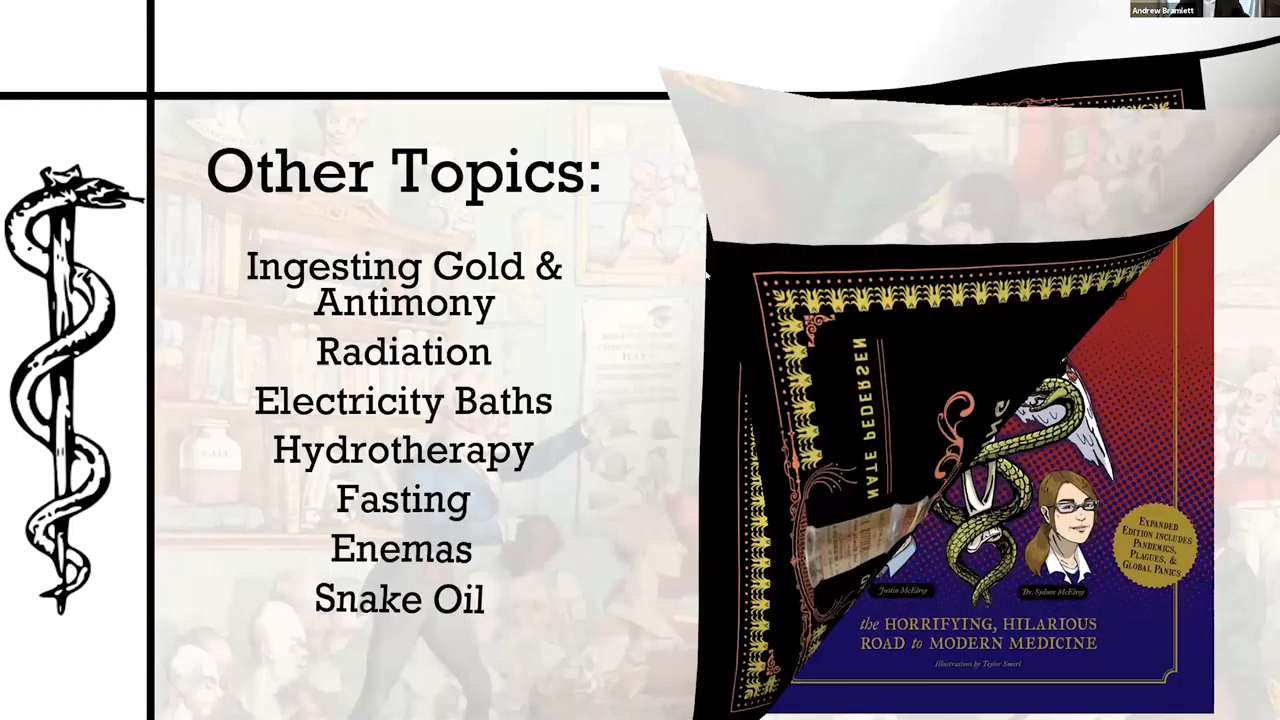 Andrew Bramlett
Other Topics:
Ingesting Gold &
Antimony
Radiation
Electricity Baths
Hydrotherapy
Fasting
Enemas
Snake Oil
NATE PEDERSEN
EXPANDED
EDITION INCLUDES
PANDEMICS,
PLAGUES, &
GLOBAL PANICS
Justin McElroy
Dr. Sydnee McElroy
the HORRIFYING, HILARIOUS
ROAD to MODERN MEDICINE
Illustrations by Teylor Smirl